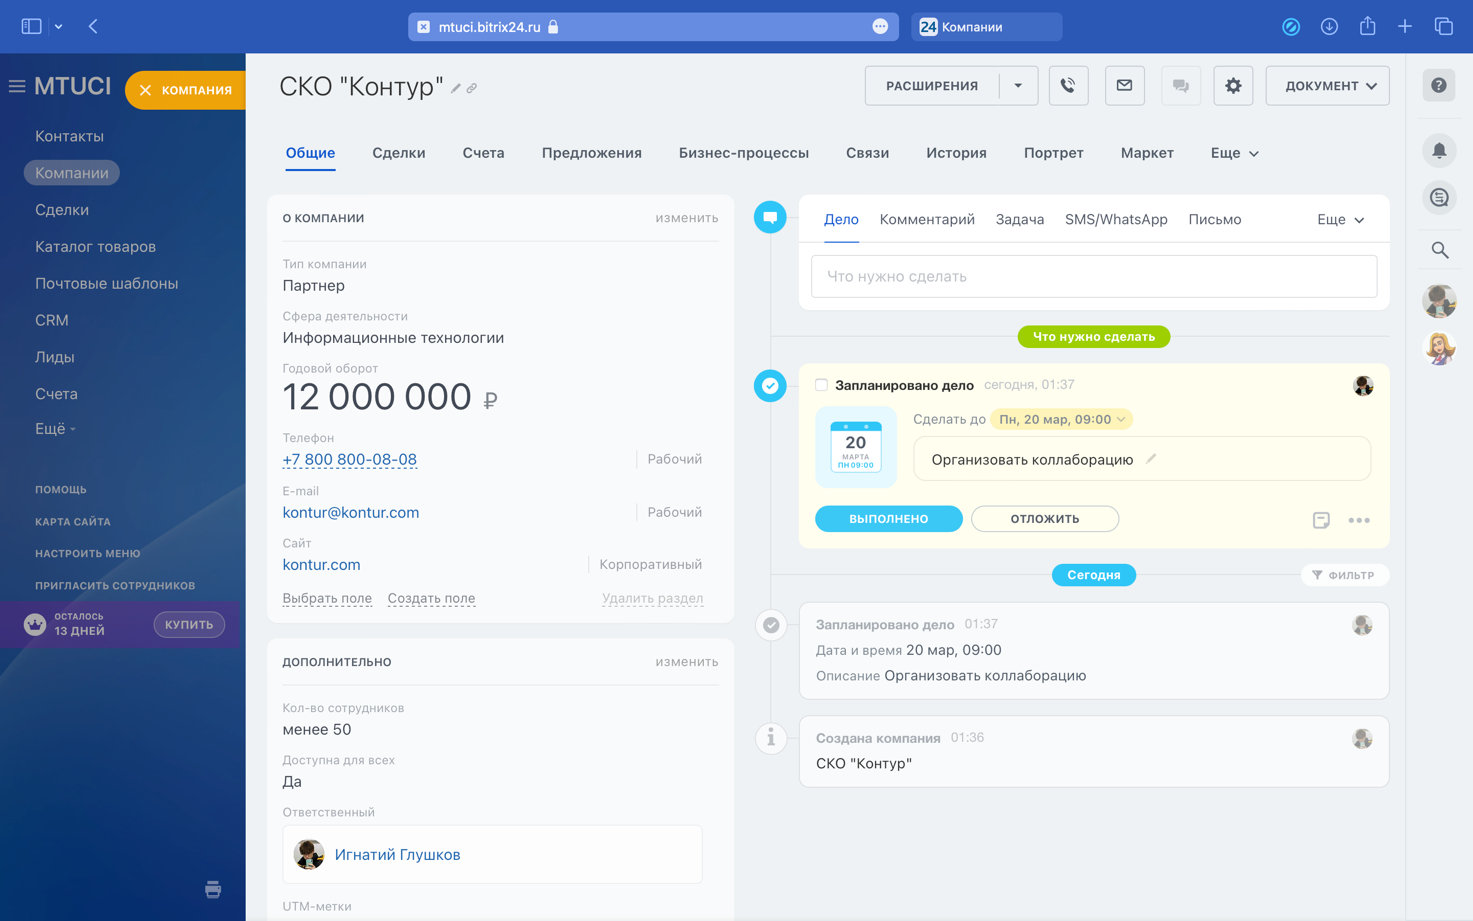 mtuci.bitrix24.ru
24 Компании
MTUCI
КОМПАНИЯ
Контакты
Компании
Сделки
Каталог товаров
Почтовые шаблоны
CRM
Лиды
Счета
Ещё
ПОМОЩЬ
КАРТА САЙТА
НАСТРОИТЬ МЕНЮ
ПРИГЛАСИТЬ СОТРУДНИКОВ
ОСТАЛОСЬ
13 ДНЕЙ
КУПИТЬ
СКО "Контур"
РАСШИРЕНИЯ
ДОКУМЕНТ
Общие Сделки Счета Предложения Бизнес-процессы Связи История Портрет Маркет Еще
О КОМПАНИИ изменить
Тип компании
Партнер
Сфера деятельности
Информационные технологии
Годовой оборот
12 000 000 ₽
Телефон
+7 800 800-08-08 Рабочий
E-mail
kontur@kontur.com Рабочий
Сайт
kontur.com Корпоративный
Выбрать поле Создать поле Удалить раздел
ДОПОЛНИТЕЛЬНО изменить
Кол-во сотрудников
менее 50
Доступна для всех
Да
Ответственный
Игнатий Глушков
UTM-метки
Дело Комментарий Задача SMS/WhatsApp Письмо Еще
Что нужно сделать
Что нужно сделать
Запланировано дело сегодня, 01:37
Сделать до Пн, 20 мар, 09:00
20
МАРТА
ПН 09:00
Организовать коллаборацию
ВЫПОЛНЕНО ОТЛОЖИТЬ
Сегодня
ФИЛЬТР
Запланировано дело 01:37
Дата и время 20 мар, 09:00
Описание Организовать коллаборацию
Создана компания 01:36
СКО "Контур"